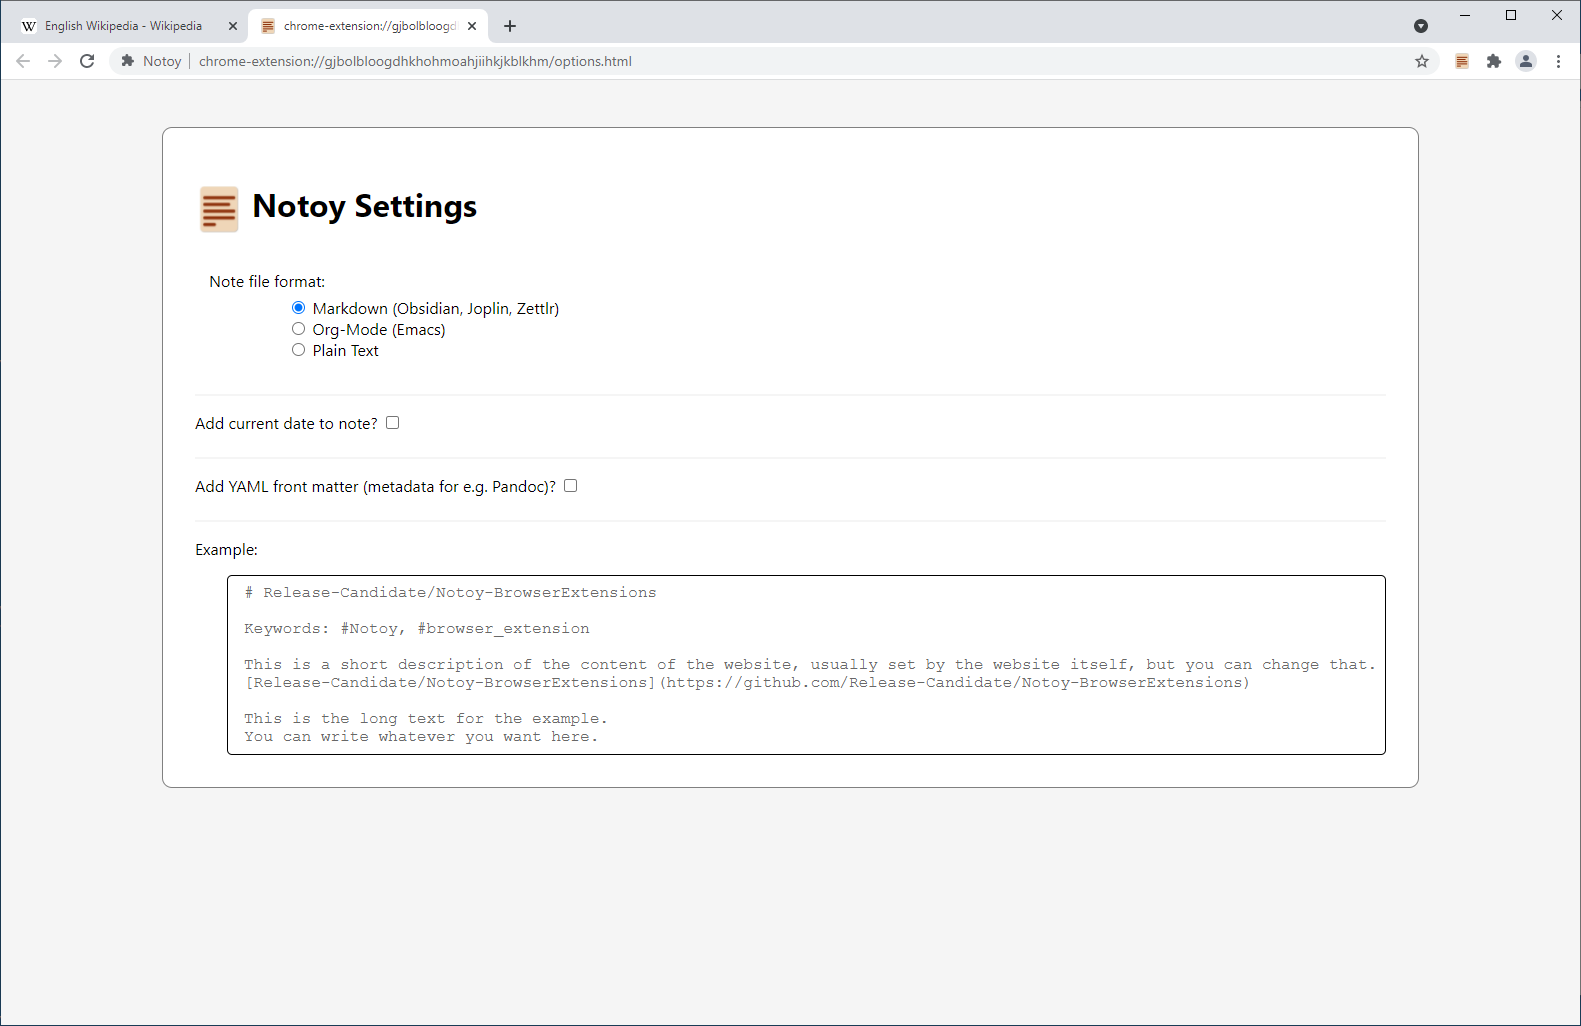 English Wikipedia - Wikipedia
chrome-extension://gjbolbloogd
Notoy
chrome-extension://gjbolbloogdhkhohmoahjiihkjkblkhm/options.html
Notoy Settings
Note file format:
Markdown (Obsidian, Joplin, Zettlr)
Org-Mode (Emacs)
Plain Text
Add current date to note?
Add YAML front matter (metadata for e.g. Pandoc)?
Example:
# Release-Candidate/Notoy-BrowserExtensions
Keywords: #Notoy, #browser_extension
This is a short description of the content of the website, usually set by the website itself, but you can change that.
[Release-Candidate/Notoy-BrowserExtensions](https://github.com/Release-Candidate/Notoy-BrowserExtensions)
This is the long text for the example.
You can write whatever you want here.